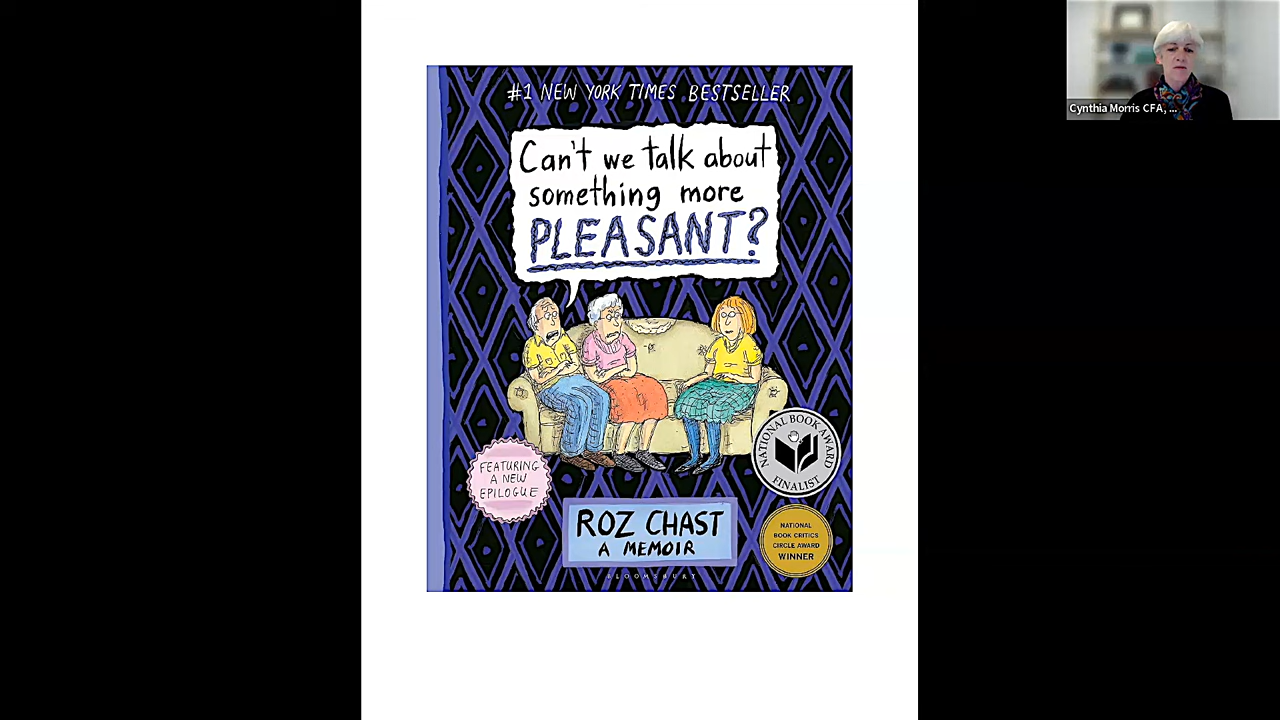 #1 NEW YORK TIMES BESTSELLER
Can't we talk about
something more
PLEASANT?
FEATURING
A NEW
EPILOGUE
NATIONAL BOOK AWARD
FINALIST
ROZ CHAST
A MEMOIR
NATIONAL
BOOK CRITICS
CIRCLE AWARD
WINNER
BLOOMSBURY
Cynthia Morris CFA, ...